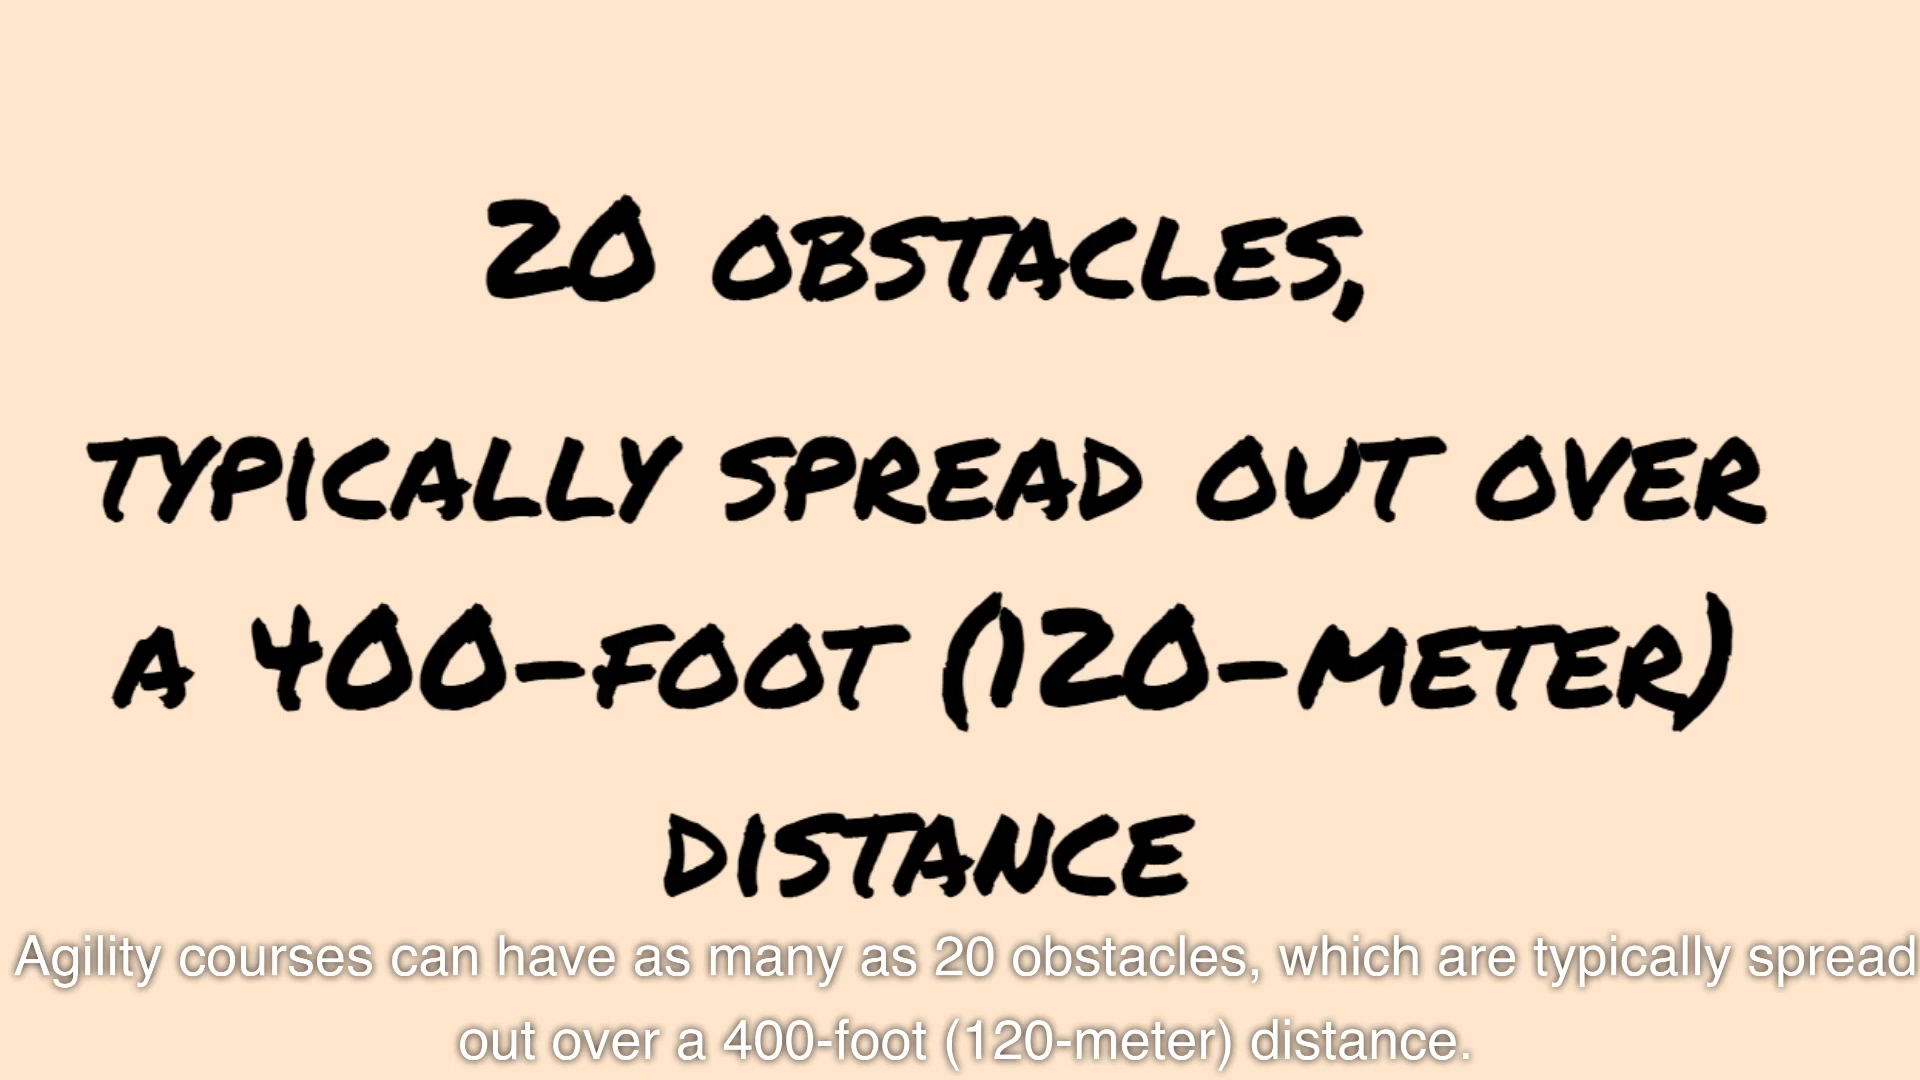 20 OBSTACLES,
TYPICALLY SPREAD OUT OVER
A 400-FOOT (120-METER)
DISTANCE
Agility courses can have as many as 20 obstacles, which are typically spread
out over a 400-foot (120-meter) distance.